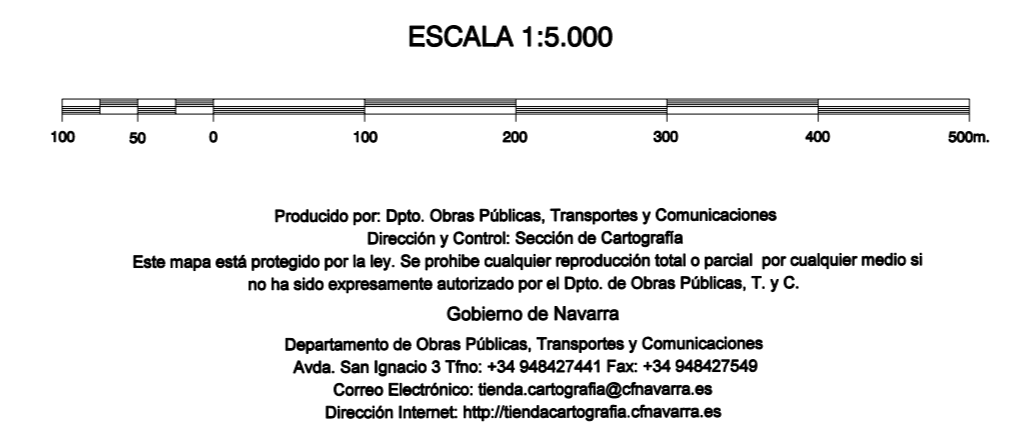 ESCALA 1:5.000
100 50 0 100 200 300 400 500m.
Producido por: Dpto. Obras Públicas, Transportes y Comunicaciones
Dirección y Control: Sección de Cartografía
Este mapa está protegido por la ley. Se prohibe cualquier reproducción total o parcial por cualquier medio si
no ha sido expresamente autorizado por el Dpto. de Obras Públicas, T. y C.
Gobierno de Navarra
Departamento de Obras Públicas, Transportes y Comunicaciones
Avda. San Ignacio 3 Tfno: +34 948427441 Fax: +34 948427549
Correo Electrónico: tienda.cartografia@cfnavarra.es
Dirección Internet: http://tiendacartografia.cfnavarra.es